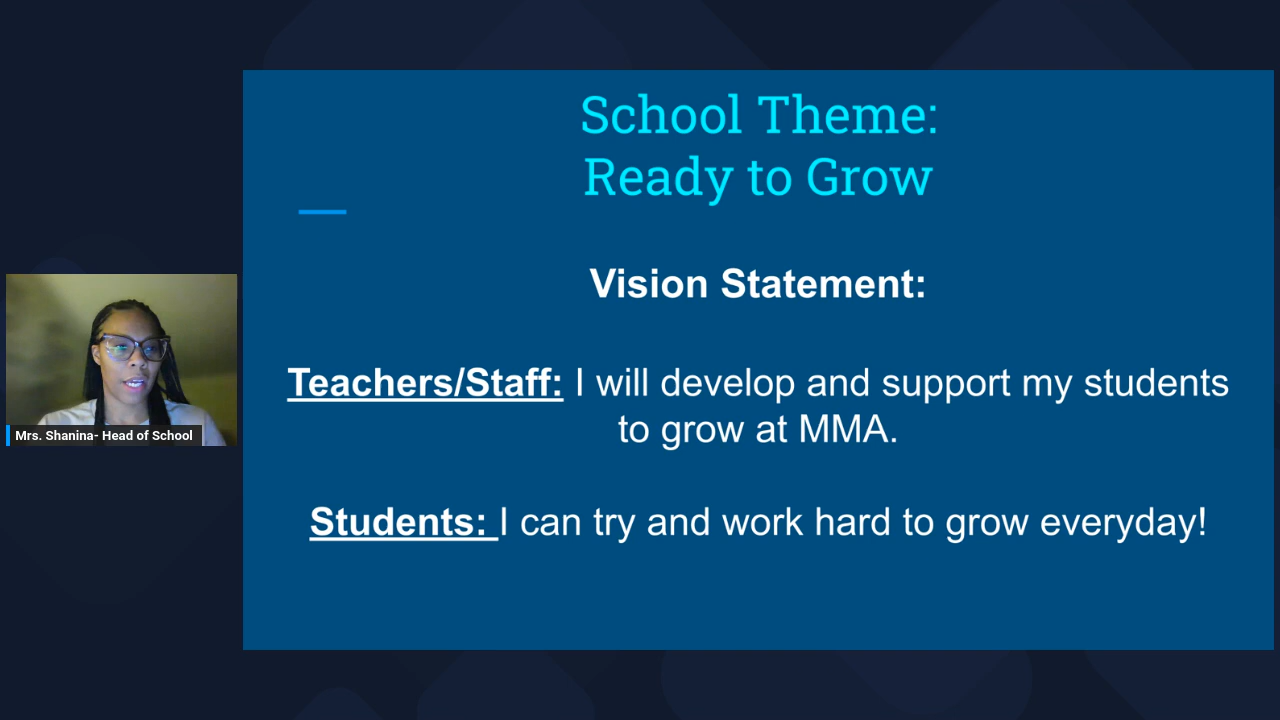 School Theme:
Ready to Grow
Vision Statement:
Teachers/Staff: I will develop and support my students
to grow at MMA.
Students: I can try and work hard to grow everyday!
Mrs. Shanina- Head of School